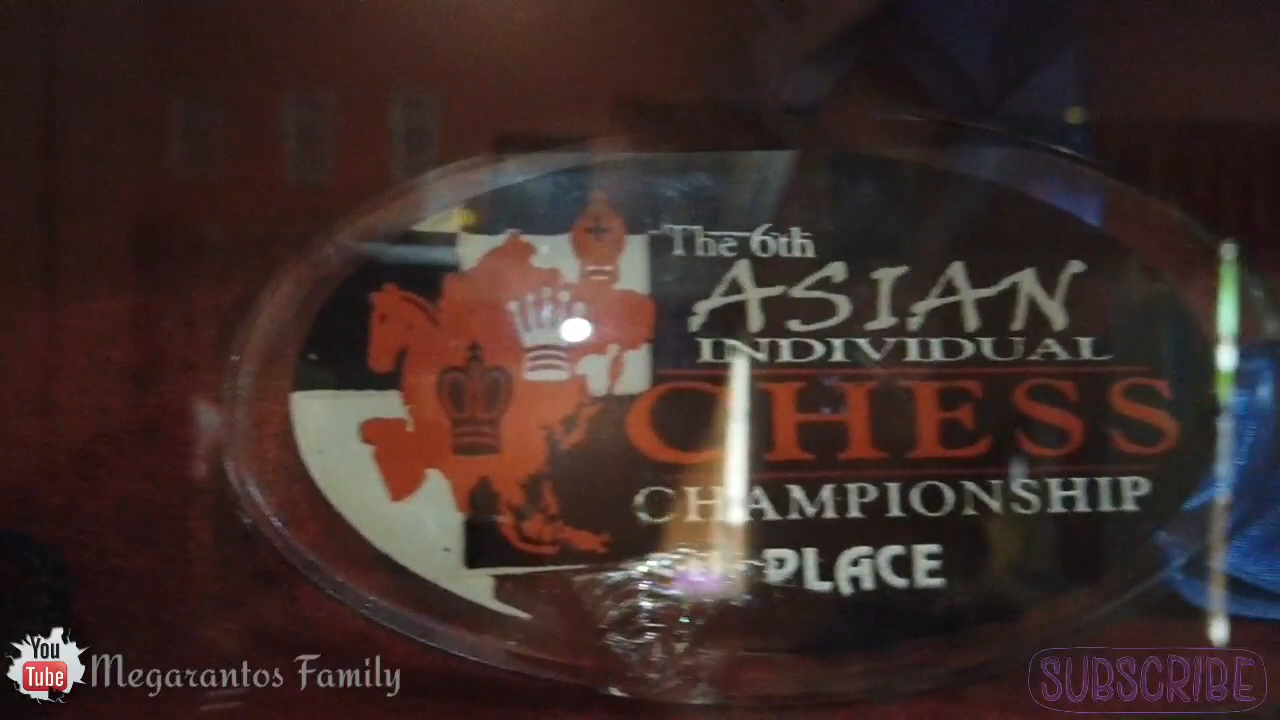 The 6th
ASIAN
INDIVIDUAL
CHESS
CHAMPIONSHIP
PLACE
You
Tube
Megarantos Family
SUBSCRIBE